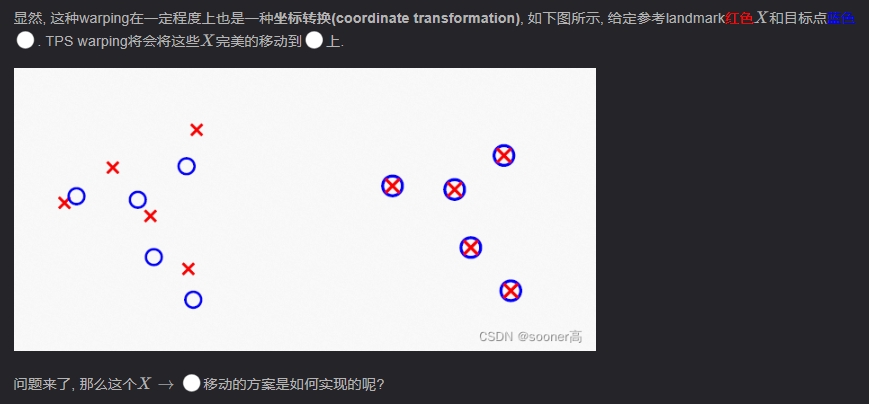 显然, 这种warping在一定程度上也是一种坐标转换(coordinate transformation), 如下图所示, 给定参考landmark红色X和目标点蓝色
. TPS warping将会将这些X完美的移动到 上.
CSDN @sooner高
问题来了, 那么这个X → 移动的方案是如何实现的呢?